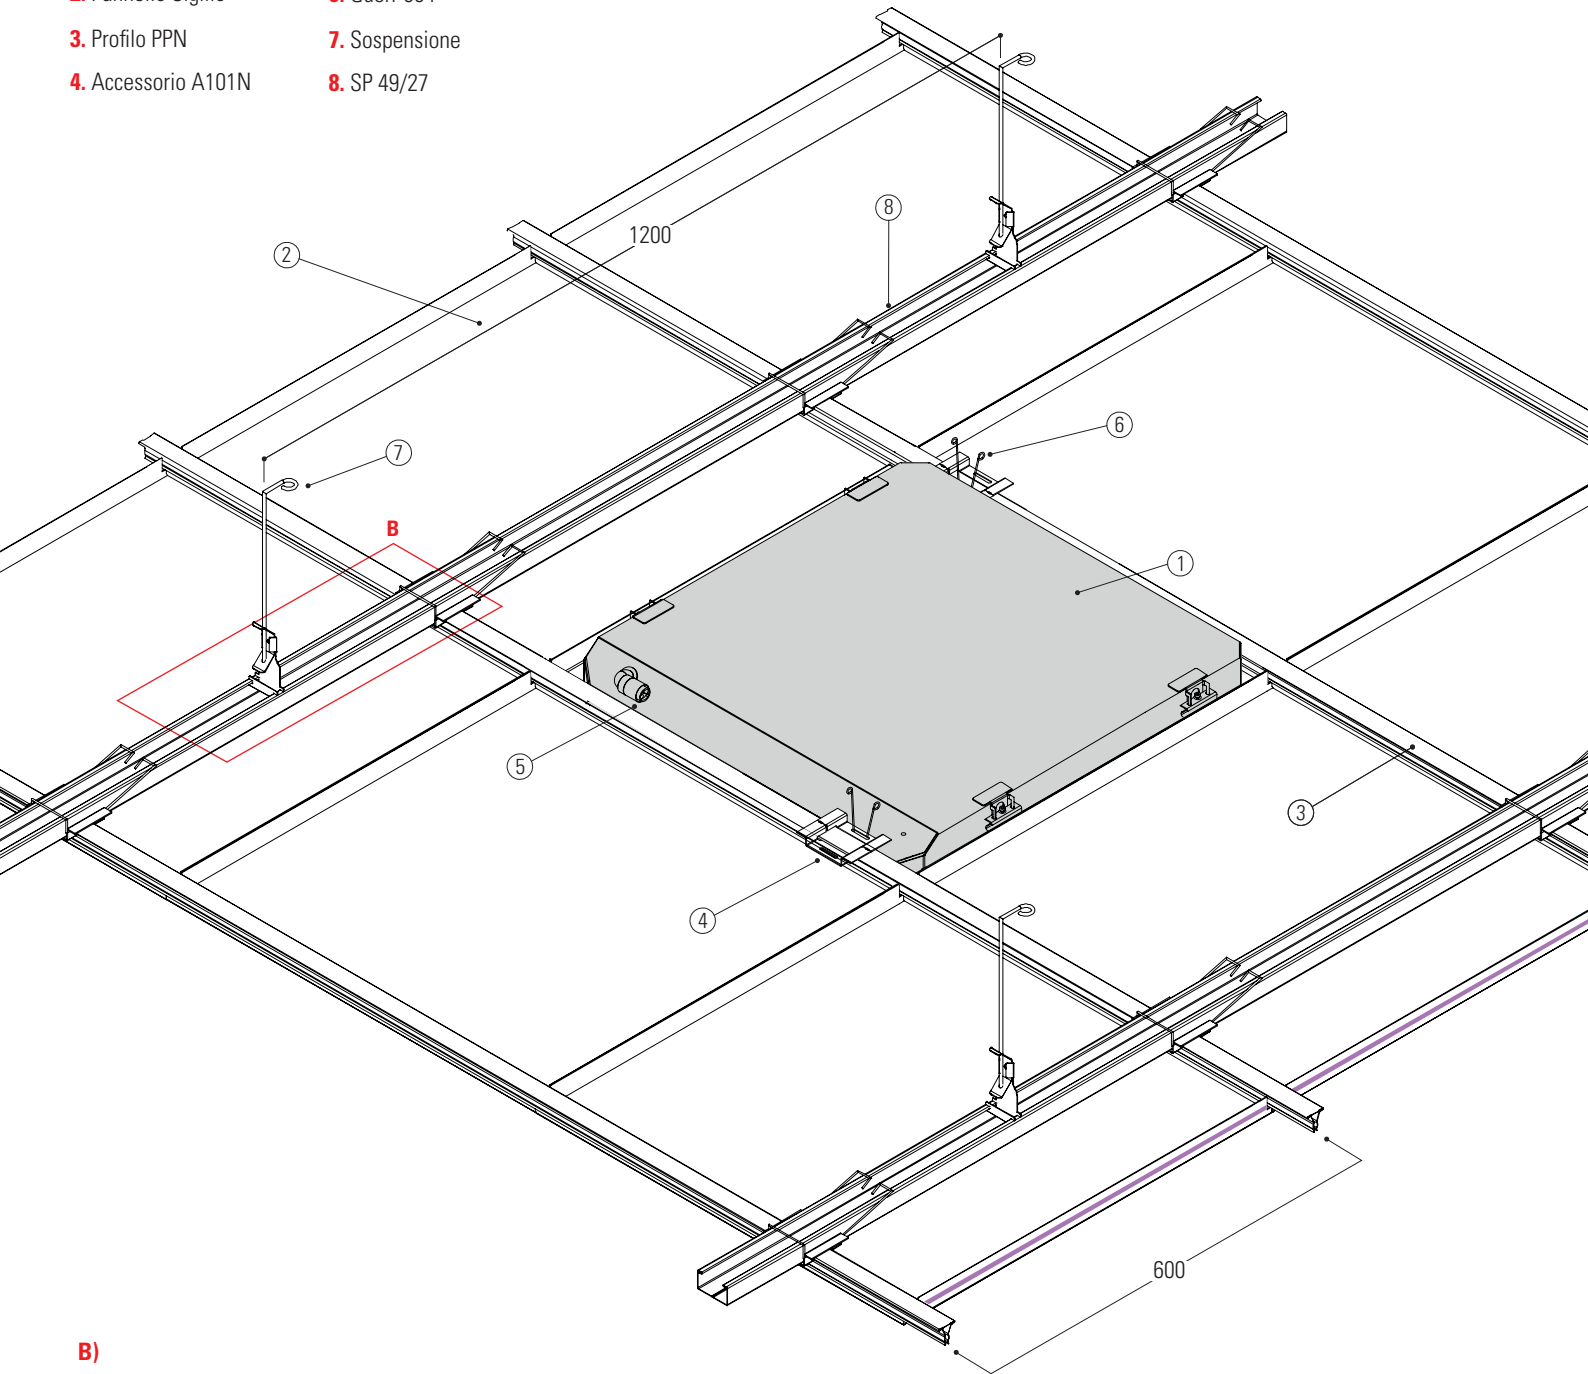 3. Profilo PPN
7. Sospensione
4. Accessorio A101N
8. SP 49/27
8
1200
2
6
7
B
1
5
3
4
600
B)